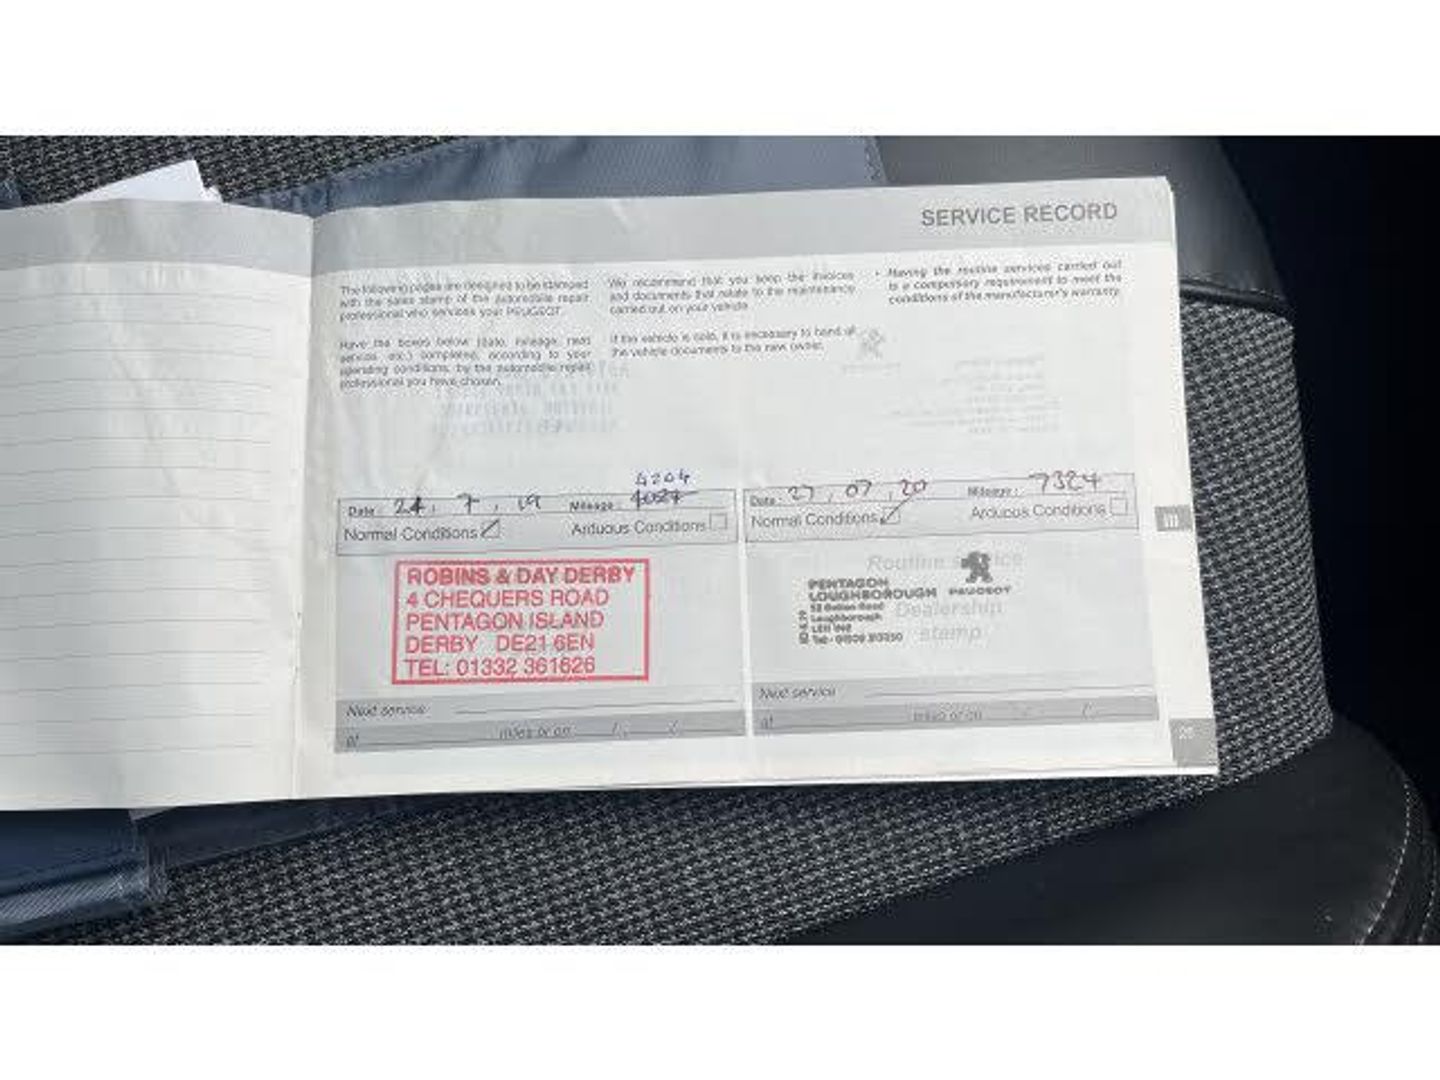 SERVICE RECORD
The following pages are designed to be stamped
with the sales stamp of the automobile repair
professional who services your PEUGEOT.
Have the boxes below (date, mileage, next
service, etc.) completed, according to your
operating conditions, by the automobile repair
professional you have chosen.
We recommend that you keep the invoices
and documents that relate to the maintenance
carried out on your vehicle.
If the vehicle is sold, it is necessary to hand all
the vehicle documents to the new owner.
• Having the routine services carried out
is a compulsory requirement to meet the
conditions of the manufacturer's warranty.
4204
Date: 24, 7, 19 Mileage:
Normal Conditions Arduous Conditions
ROBINS & DAY DERBY
4 CHEQUERS ROAD
PENTAGON ISLAND
DERBY DE21 6EN
TEL: 01332 361626
Next service
at miles or on / /
Date: 27, 07, 20 Mileage: 7324
Normal Conditions Arduous Conditions
Routine service
Dealership
stamp
PENTAGON
LOUGHBOROUGH PEUGEOT
Loughborough
Next service
at miles or on / /
III